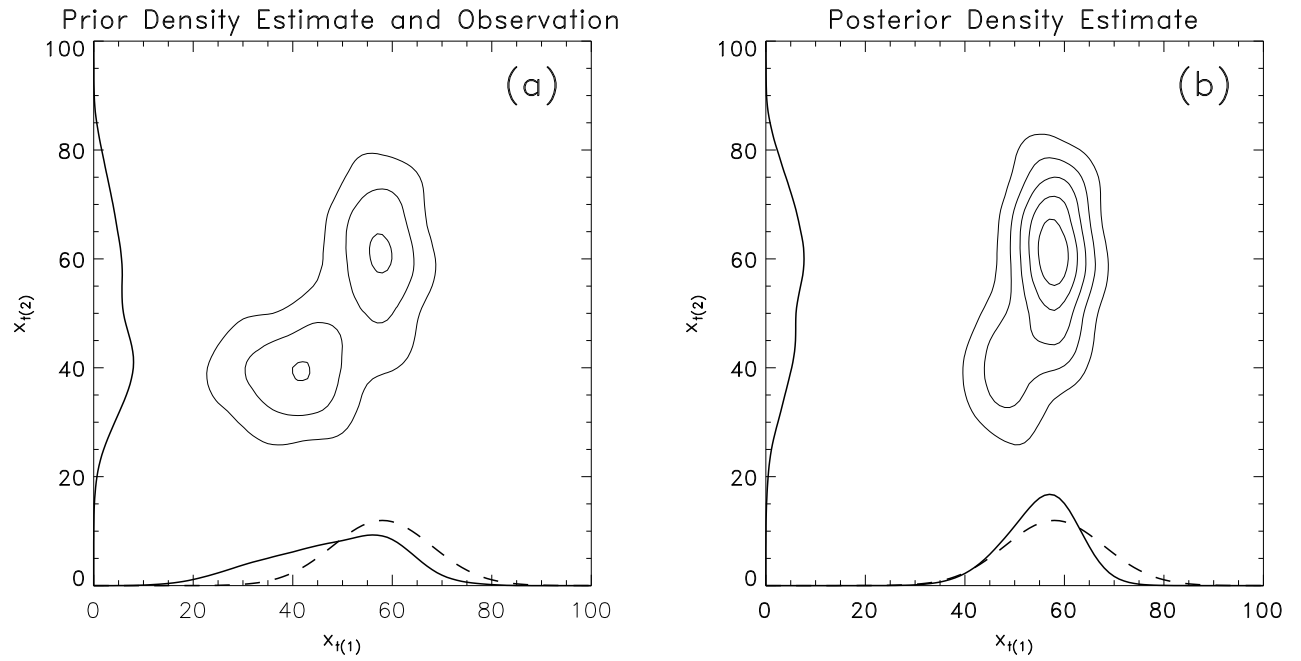 Prior Density Estimate and Observation
(a)
100
80
60
40
20
0
x_t(2)
0 20 40 60 80 100
x_t(1)
Posterior Density Estimate
(b)
100
80
60
40
20
0
x_t(2)
0 20 40 60 80 100
x_t(1)